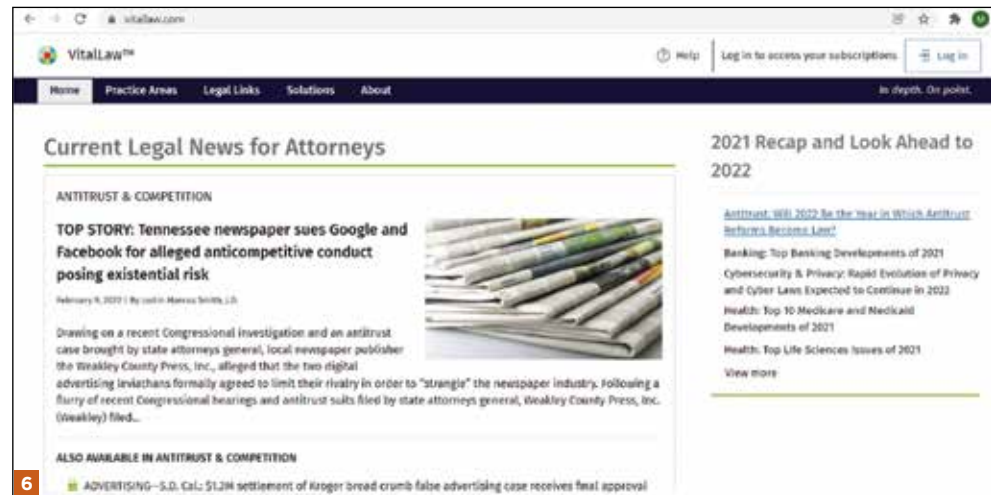 vitallaw.com
VitalLaw™
Help
Log in to access your subscriptions
Log in
Home Practice Areas Legal Links Solutions About
In depth. On point.
Current Legal News for Attorneys
ANTITRUST & COMPETITION
TOP STORY: Tennessee newspaper sues Google and
Facebook for alleged anticompetitive conduct
posing existential risk
February 9, 2022 | By Marcus Smith, J.D.
Drawing on a recent Congressional investigation and an antitrust
case brought by state attorneys general, local newspaper publisher
the Weakley County Press, Inc., alleged that the two digital
advertising leviathans formally agreed to limit their rivalry in order to "strangle" the newspaper industry. Following a
flurry of recent Congressional hearings and antitrust suits filed by state attorneys general, Weakley County Press, Inc.
(Weakley) filed...
ALSO AVAILABLE IN ANTITRUST & COMPETITION
ADVERTISING—S.D. Cal.: $1.2M settlement of Kroger bread crumb false advertising case receives final approval
2021 Recap and Look Ahead to
2022
Antitrust: Will 2022 Be the Year in Which Antitrust
Reforms Become Law?
Banking: Top Banking Developments of 2021
Cybersecurity & Privacy: Rapid Evolution of Privacy
and Cyber Laws Expected to Continue in 2022
Health: Top 10 Medicare and Medicaid
Developments of 2021
Health: Top Life Sciences Issues of 2021
View more
6